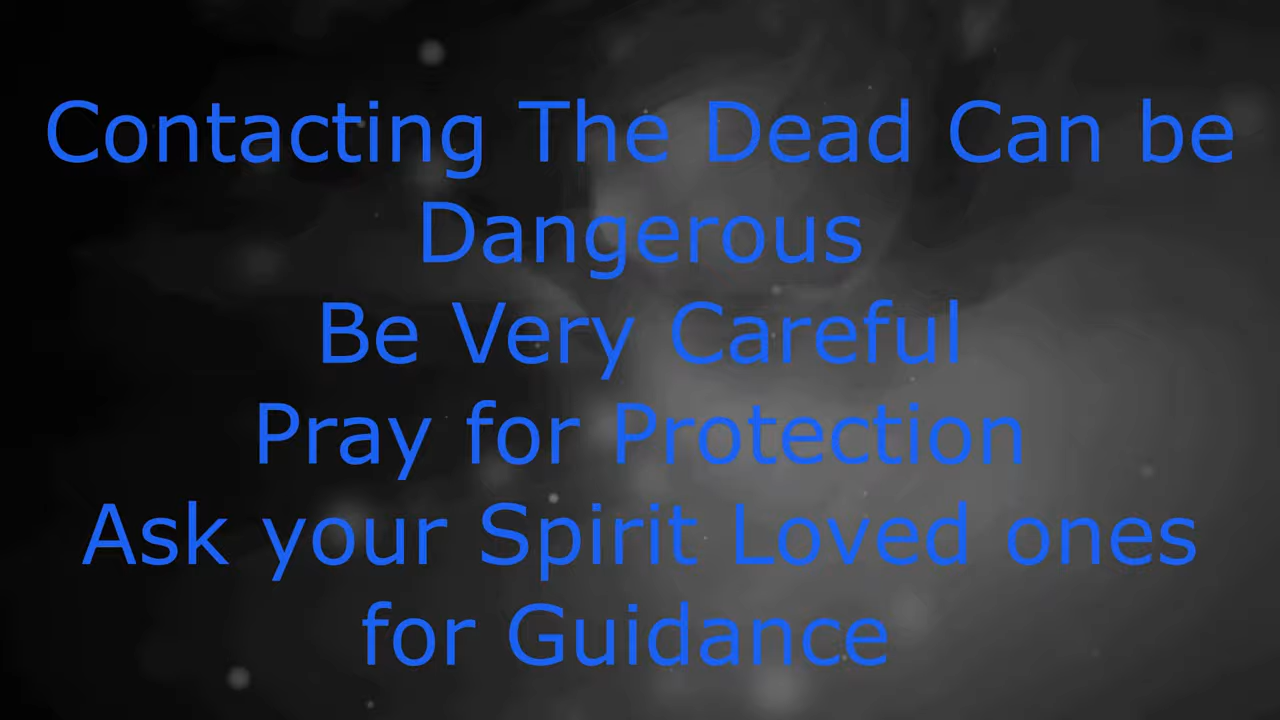 Contacting The Dead Can be
Dangerous
Be Very Careful
Pray for Protection
Ask your Spirit Loved ones
for Guidance